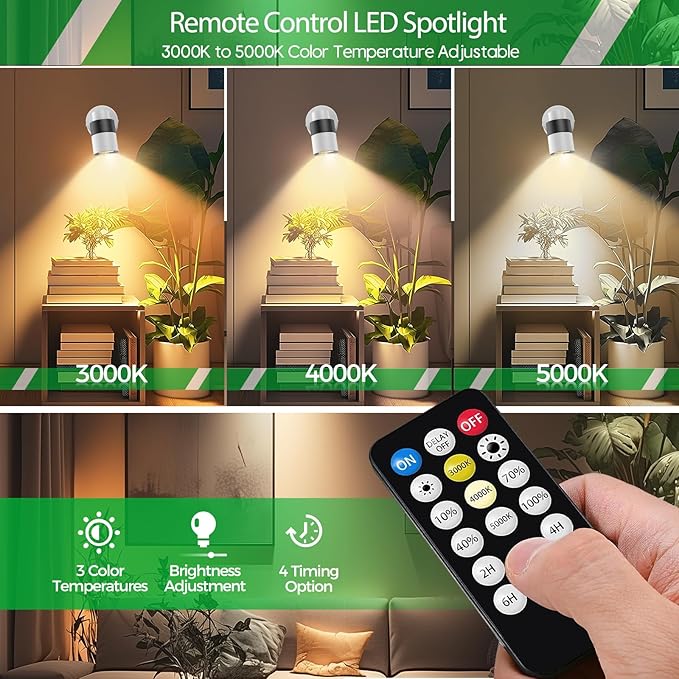 Remote Control LED Spotlight
3000K to 5000K Color Temperature Adjustable
3000K
4000K
5000K
3 Color
Temperatures
Brightness
Adjustment
4 Timing
Option
ON
DELAY
OFF
OFF
3000K
4000K
5000K
10%
70%
40%
100%
2H
4H
6H